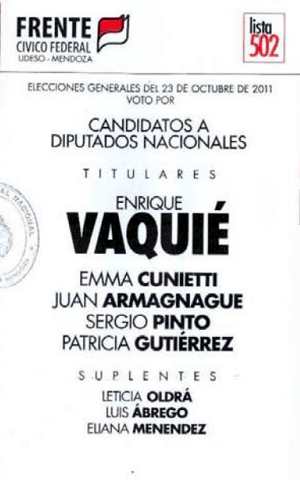 FRENTE
CIVICO FEDERAL
UDESO - MENDOZA
lista
502
ELECCIONES GENERALES DEL 23 DE OCTUBRE DE 2011
VOTO POR
CANDIDATOS A
DIPUTADOS NACIONALES
TITULARES
ENRIQUE
VAQUIÉ
EMMA CUNIETTI
JUAN ARMAGNAGUE
SERGIO PINTO
PATRICIA GUTIÉRREZ
SUPLENTES
LETICIA OLDRÁ
LUIS ÁBREGO
ELIANA MENENDEZ